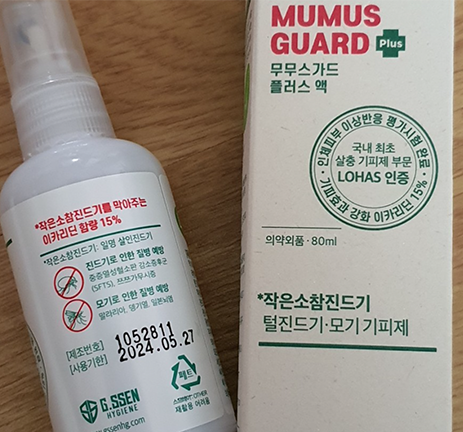 *작은소참진드기를 막아주는
이카리딘 함량 15%
*작은소참진드기: 일명 살인진드기
진드기로 인한 질병 예방
중증열성혈소판 감소증후군
(SFTS), 쯔쯔가무시증
모기로 인한 질병 예방
말라리아, 뎅기열, 일본뇌염
[제조번호] 1052811
[사용기한] 2024.05.27
G.SSEN
HYGIENE
페트
재활용 어려움
MUMUS
GUARD Plus
무무스가드
플러스 액
인체피부 이상반응 평가시험 완료
국내 최초
살충 기피제 부문
LOHAS 인증
기피효과 강화 이카리딘 15%
의약외품·80ml
*작은소참진드기
털진드기·모기 기피제